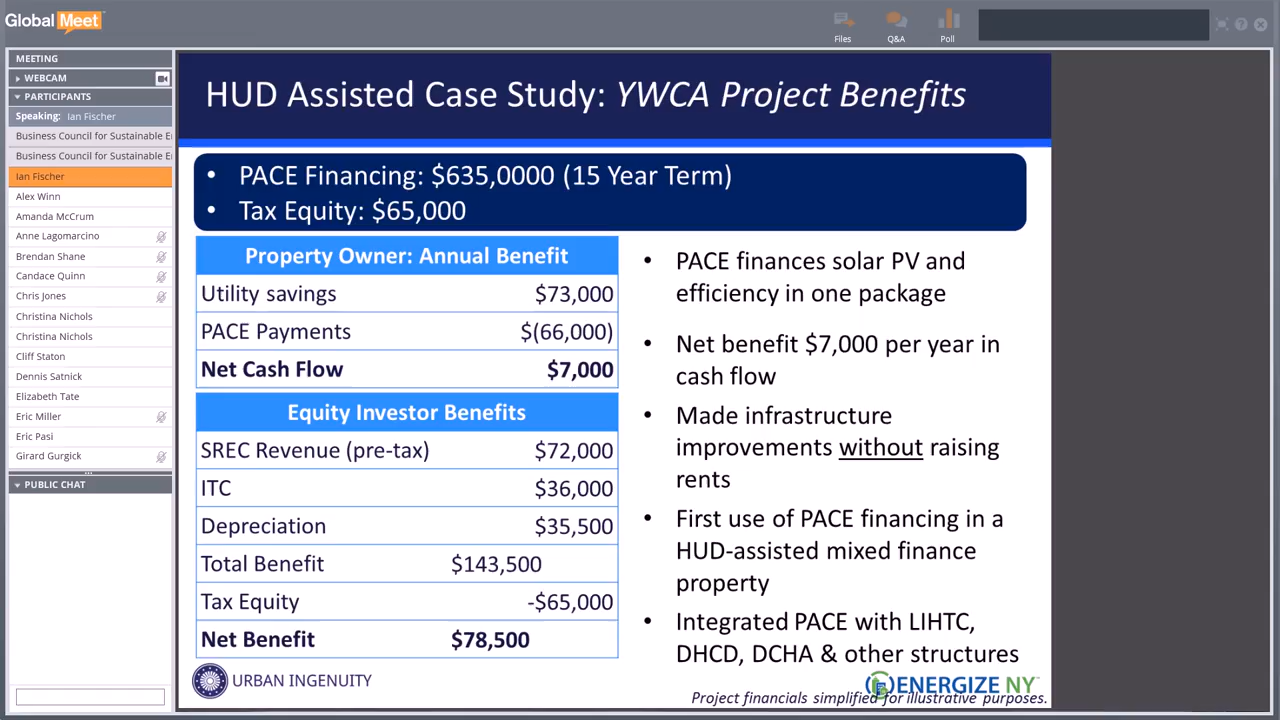 Global Meet
Files
Q&A
Poll
MEETING
WEBCAM
PARTICIPANTS
Speaking: Ian Fischer
Business Council for Sustainable E
Business Council for Sustainable E
Ian Fischer
Alex Winn
Amanda McCrum
Anne Lagomarcino
Brendan Shane
Candace Quinn
Chris Jones
Christina Nichols
Christina Nichols
Cliff Staton
Dennis Satnick
Elizabeth Tate
Eric Miller
Eric Pasi
Girard Gurgick
PUBLIC CHAT
HUD Assisted Case Study: YWCA Project Benefits
• PACE Financing: $635,0000 (15 Year Term)
• Tax Equity: $65,000
Property Owner: Annual Benefit
Utility savings $73,000
PACE Payments $(66,000)
Net Cash Flow $7,000
Equity Investor Benefits
SREC Revenue (pre-tax) $72,000
ITC $36,000
Depreciation $35,500
Total Benefit $143,500
Tax Equity -$65,000
Net Benefit $78,500
• PACE finances solar PV and
efficiency in one package
• Net benefit $7,000 per year in
cash flow
• Made infrastructure
improvements without raising
rents
• First use of PACE financing in a
HUD-assisted mixed finance
property
• Integrated PACE with LIHTC,
DHCD, DCHA & other structures
URBAN INGENUITY
ENERGIZE NY
Project financials simplified for illustrative purposes.